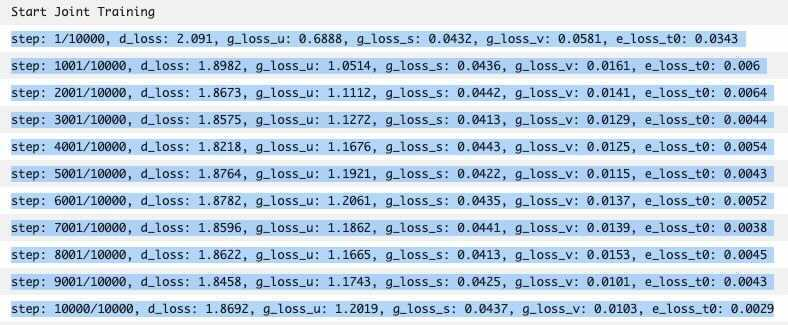 Start Joint Training
step: 1/10000, d_loss: 2.091, g_loss_u: 0.6888, g_loss_s: 0.0432, g_loss_v: 0.0581, e_loss_t0: 0.0343
step: 1001/10000, d_loss: 1.8982, g_loss_u: 1.0514, g_loss_s: 0.0436, g_loss_v: 0.0161, e_loss_t0: 0.006
step: 2001/10000, d_loss: 1.8673, g_loss_u: 1.1112, g_loss_s: 0.0442, g_loss_v: 0.0141, e_loss_t0: 0.0064
step: 3001/10000, d_loss: 1.8575, g_loss_u: 1.1272, g_loss_s: 0.0413, g_loss_v: 0.0129, e_loss_t0: 0.0044
step: 4001/10000, d_loss: 1.8218, g_loss_u: 1.1676, g_loss_s: 0.0443, g_loss_v: 0.0125, e_loss_t0: 0.0054
step: 5001/10000, d_loss: 1.8764, g_loss_u: 1.1921, g_loss_s: 0.0422, g_loss_v: 0.0115, e_loss_t0: 0.0043
step: 6001/10000, d_loss: 1.8782, g_loss_u: 1.2061, g_loss_s: 0.0435, g_loss_v: 0.0137, e_loss_t0: 0.0052
step: 7001/10000, d_loss: 1.8596, g_loss_u: 1.1862, g_loss_s: 0.0441, g_loss_v: 0.0139, e_loss_t0: 0.0038
step: 8001/10000, d_loss: 1.8622, g_loss_u: 1.1665, g_loss_s: 0.0413, g_loss_v: 0.0153, e_loss_t0: 0.0045
step: 9001/10000, d_loss: 1.8458, g_loss_u: 1.1743, g_loss_s: 0.0425, g_loss_v: 0.0101, e_loss_t0: 0.0043
step: 10000/10000, d_loss: 1.8692, g_loss_u: 1.2019, g_loss_s: 0.0437, g_loss_v: 0.0103, e_loss_t0: 0.0029